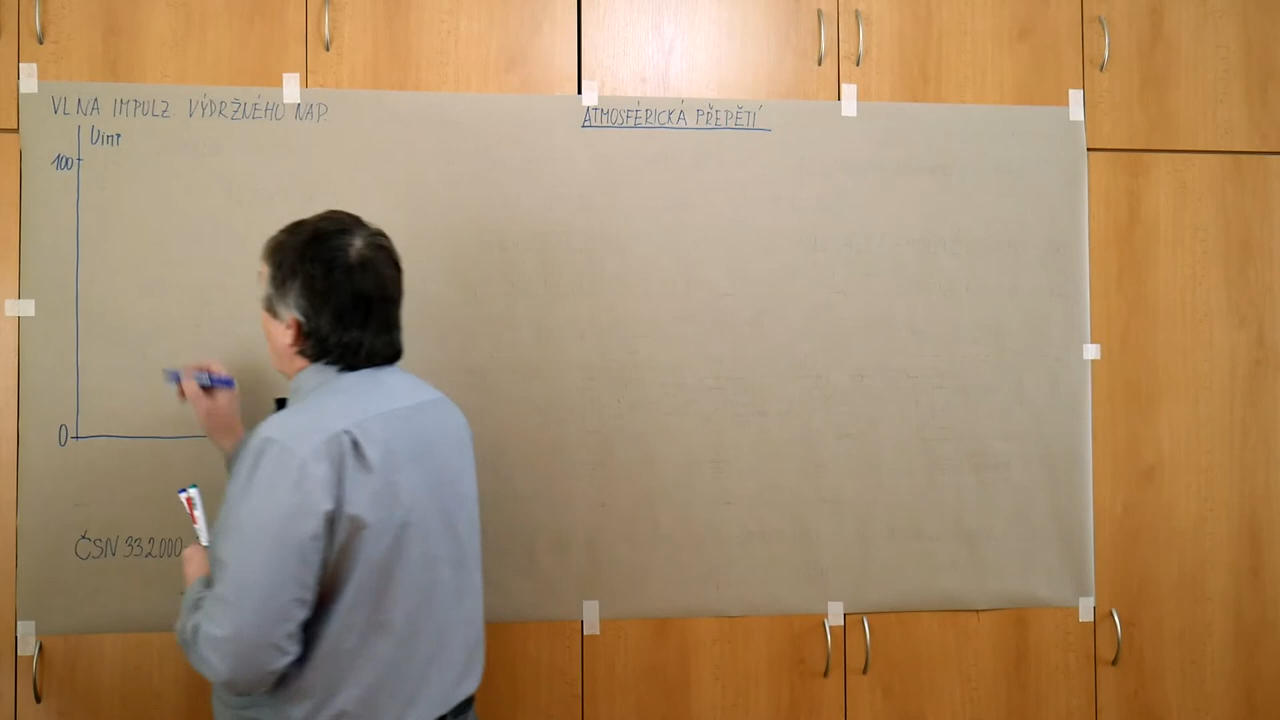 VLNA IMPULZ. VÝDRŽNÉHO NAP.
Uimp
100
0
ČSN 33 2000
ATMOSFÉRICKÁ PŘEPĚTÍ